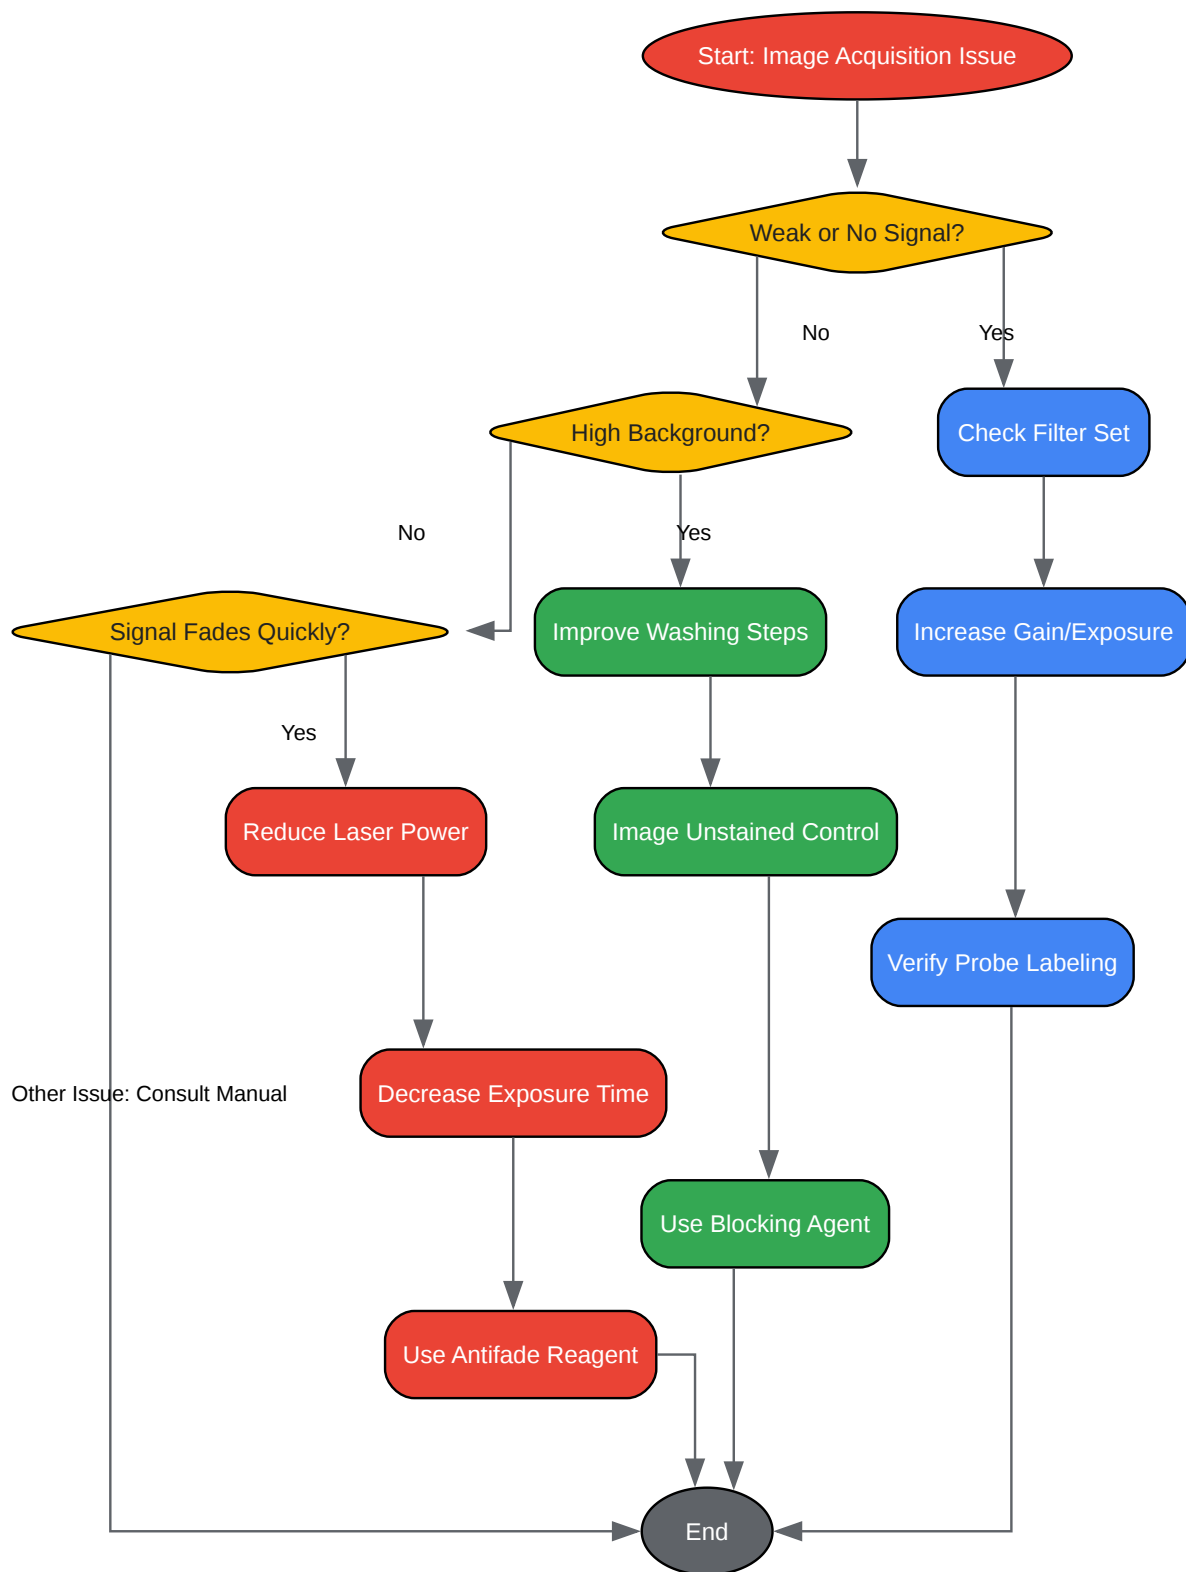 Start: Image Acquisition Issue
Weak or No Signal?
No
Yes
High Background?
Check Filter Set
No
Yes
Signal Fades Quickly?
Improve Washing Steps
Increase Gain/Exposure
Yes
Reduce Laser Power
Image Unstained Control
Verify Probe Labeling
Other Issue: Consult Manual
Decrease Exposure Time
Use Blocking Agent
Use Antifade Reagent
End